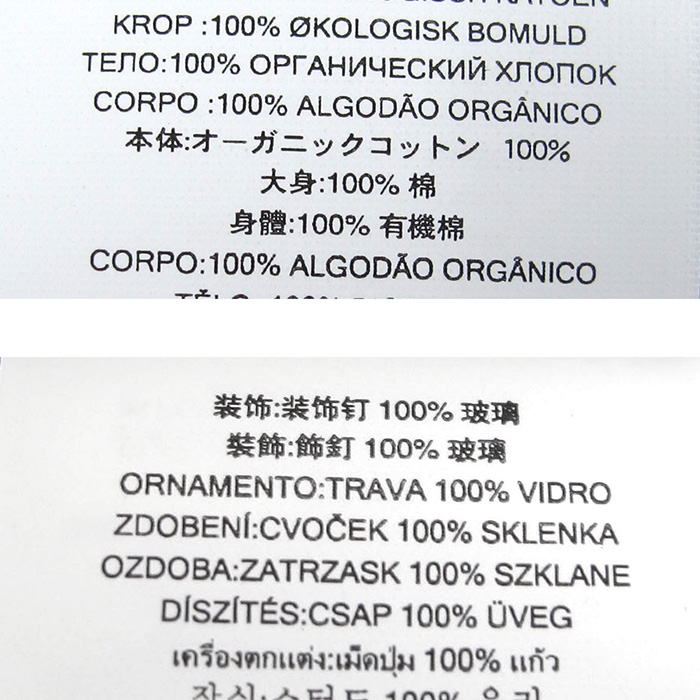 KROP :100% ØKOLOGISK BOMULD
ТЕЛО:100% ОРГАНИЧЕСКИЙ ХЛОПОК
CORPO :100% ALGODÃO ORGÂNICO
本体:オーガニックコットン 100%
大身:100% 棉
身體:100% 有機棉
CORPO:100% ALGODÃO ORGÂNICO
装饰:装饰钉 100% 玻璃
裝飾:飾釘 100% 玻璃
ORNAMENTO:TRAVA 100% VIDRO
ZDOBENÍ:CVOČEK 100% SKLENKA
OZDOBA:ZATRZASK 100% SZKLANE
DÍSZÍTÉS:CSAP 100% ÜVEG
เครื่องตกแต่ง:เม็ดปุ่ม 100% แก้ว